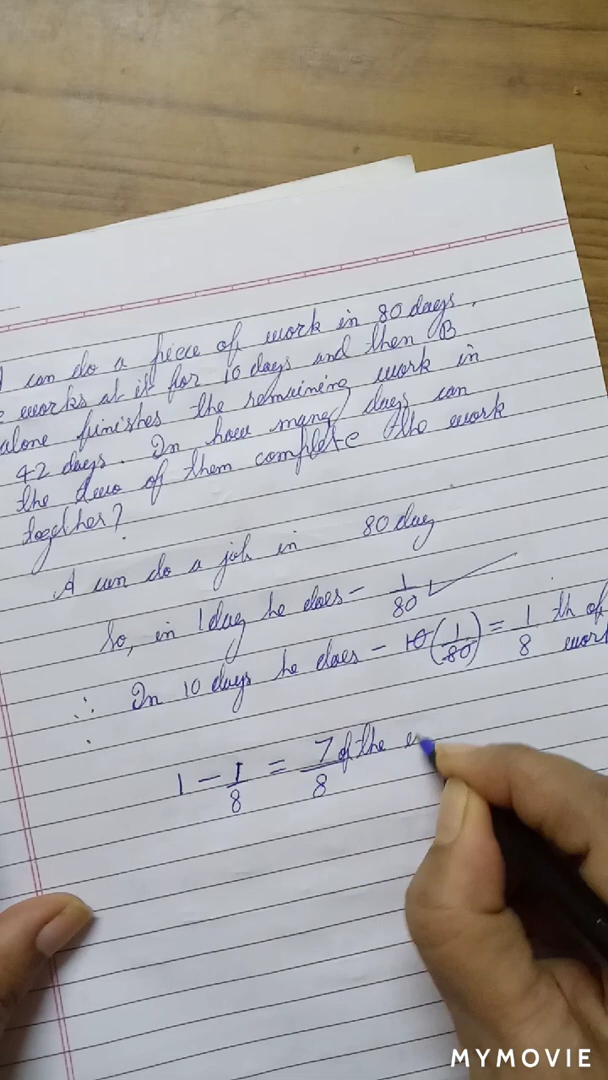 A can do a piece of work in 80 days.
works at it for 10 days and then B
alone finishes the remaining work in
42 days. In how many days can
the two of them complete the work
together?
A can do a job in 80 day
So, in 1 day he does - 1/80
∴ In 10 days he does - 10(1/80) = 1/8 th of
work
1 - 1/8 = 7/8 of the
MYMOVIE